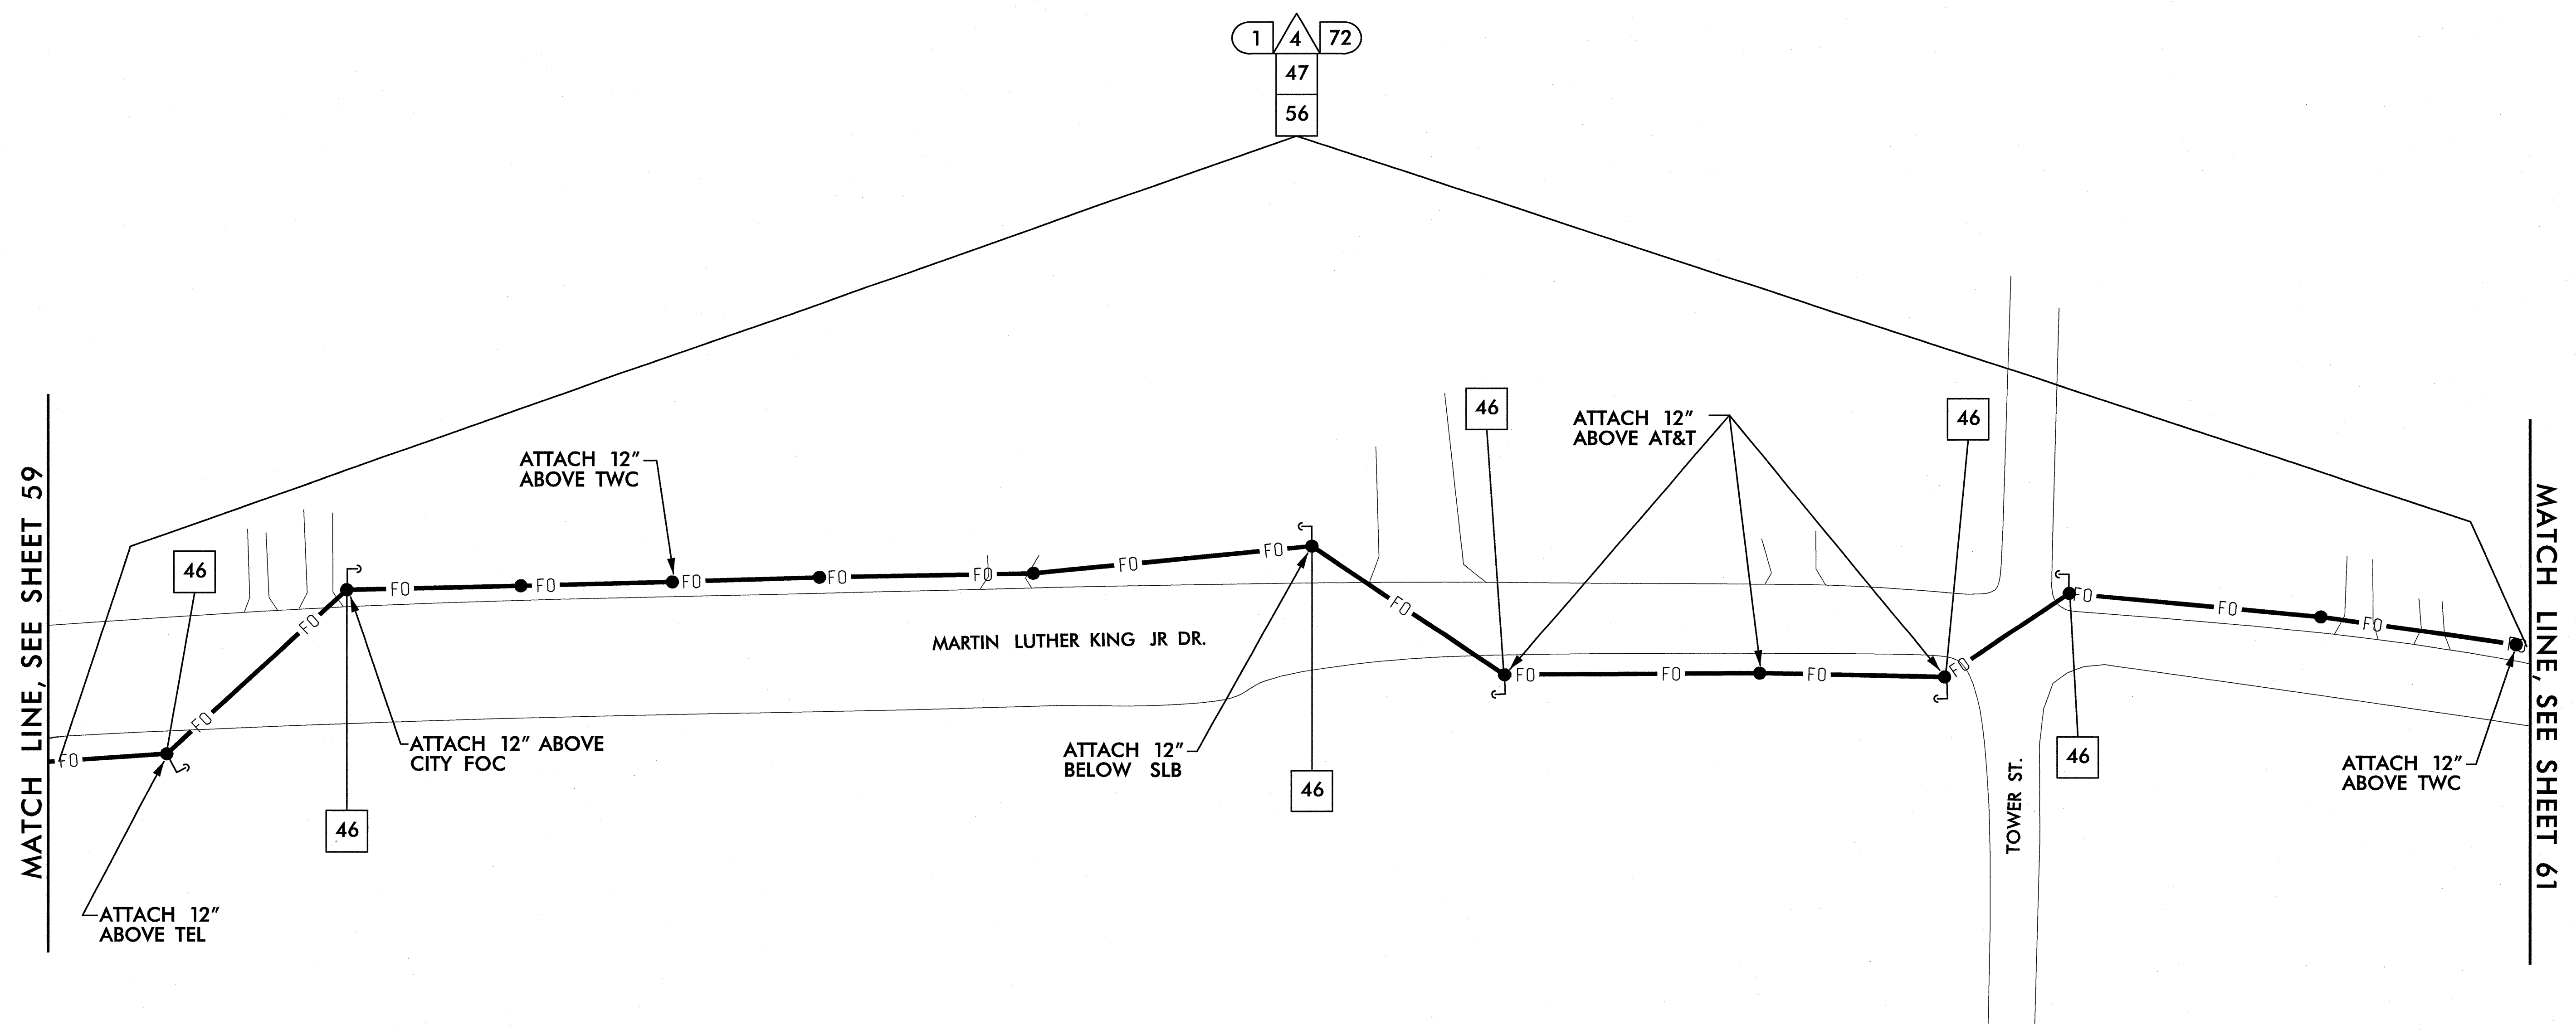 1 4 72
47
56
MATCH LINE, SEE SHEET 59
46
ATTACH 12"
ABOVE TWC
46
ATTACH 12"
ABOVE AT&T
46
FO FO FO FO FO FO FO
FO FO FO FO
FO FO FO FO FO FO
FO
MARTIN LUTHER KING JR DR.
ATTACH 12" ABOVE
CITY FOC
46
ATTACH 12"
BELOW SLB
46
TOWER ST.
46
ATTACH 12"
ABOVE TWC
ATTACH 12"
ABOVE TEL
MATCH LINE, SEE SHEET 61